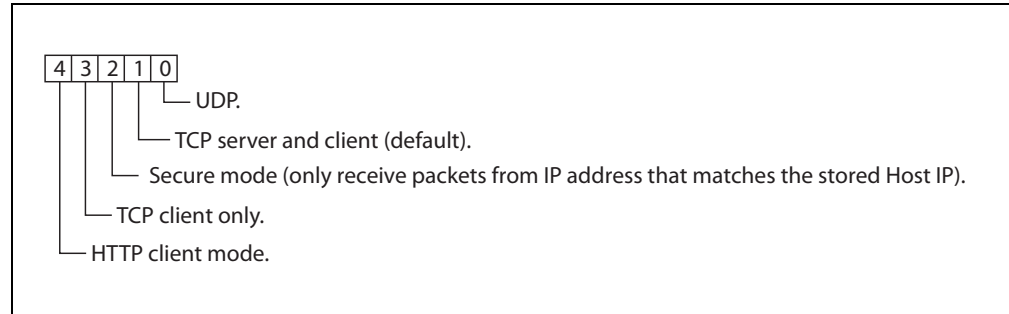 4 3 2 1 0
UDP.
TCP server and client (default).
Secure mode (only receive packets from IP address that matches the stored Host IP).
TCP client only.
HTTP client mode.